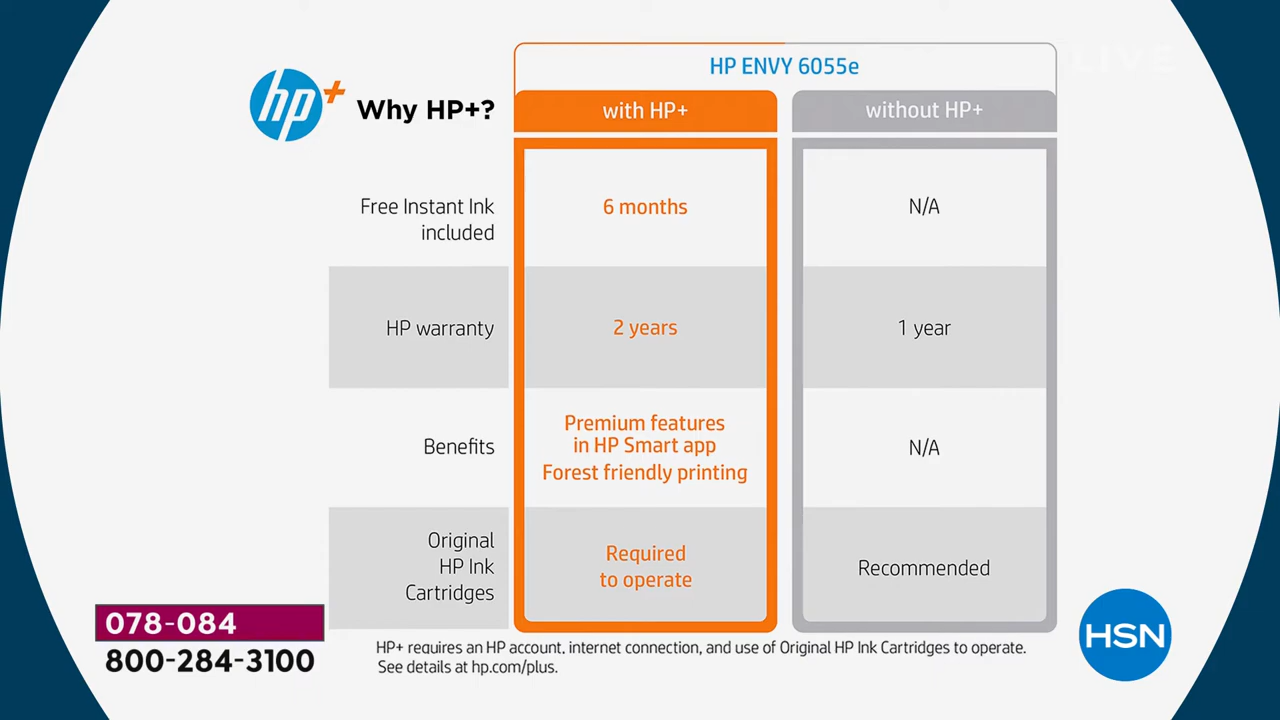 LIVE
HP ENVY 6055e
hp+
Why HP+?
with HP+
without HP+
Free Instant Ink
included
6 months
N/A
HP warranty
2 years
1 year
Benefits
Premium features
in HP Smart app
Forest friendly printing
N/A
Original
HP Ink
Cartridges
Required
to operate
Recommended
078-084
800-284-3100
HP+ requires an HP account, internet connection, and use of Original HP Ink Cartridges to operate.
See details at hp.com/plus.
HSN